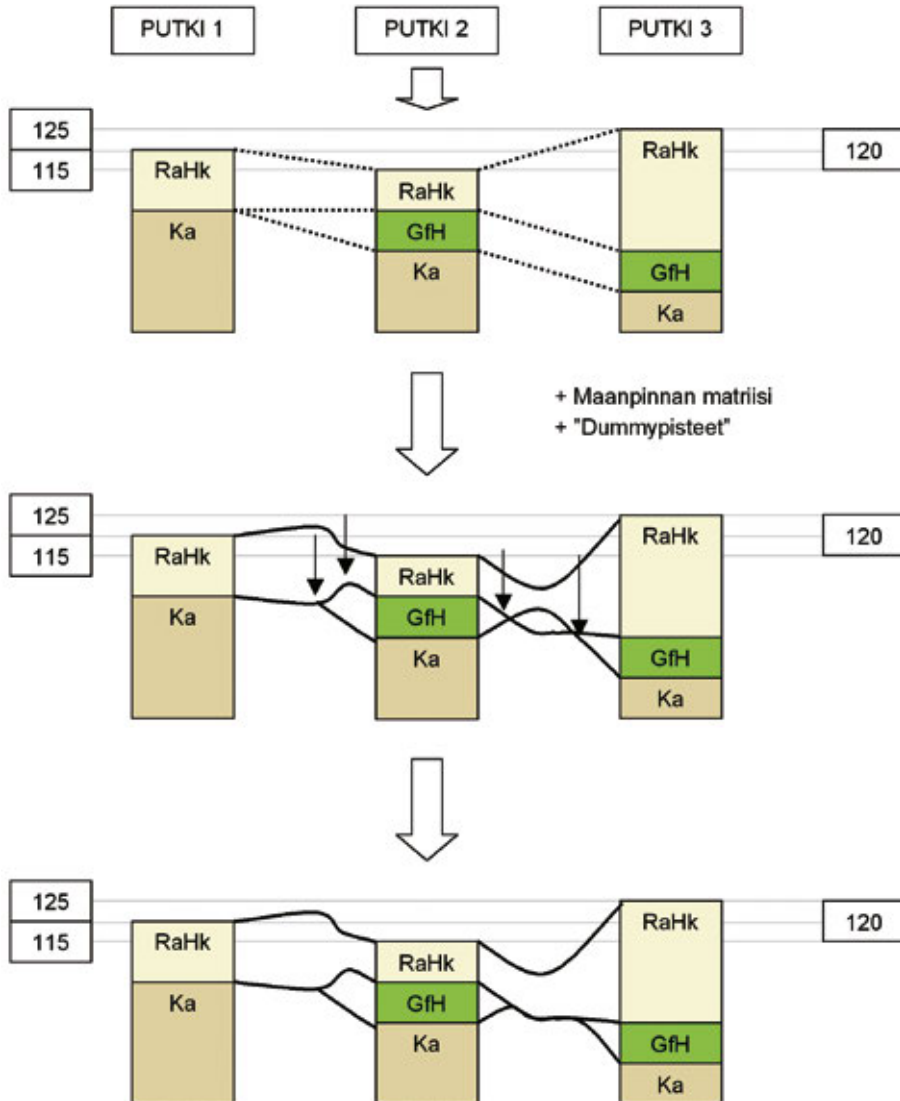 PUTKI 1 PUTKI 2 PUTKI 3
125
115
120
RaHk
Ka
RaHk
GfH
Ka
RaHk
GfH
Ka
+ Maanpinnan matriisi
+ "Dummypisteet"
125
115
120
RaHk
Ka
RaHk
GfH
Ka
RaHk
GfH
Ka
125
115
120
RaHk
Ka
RaHk
GfH
Ka
RaHk
GfH
Ka